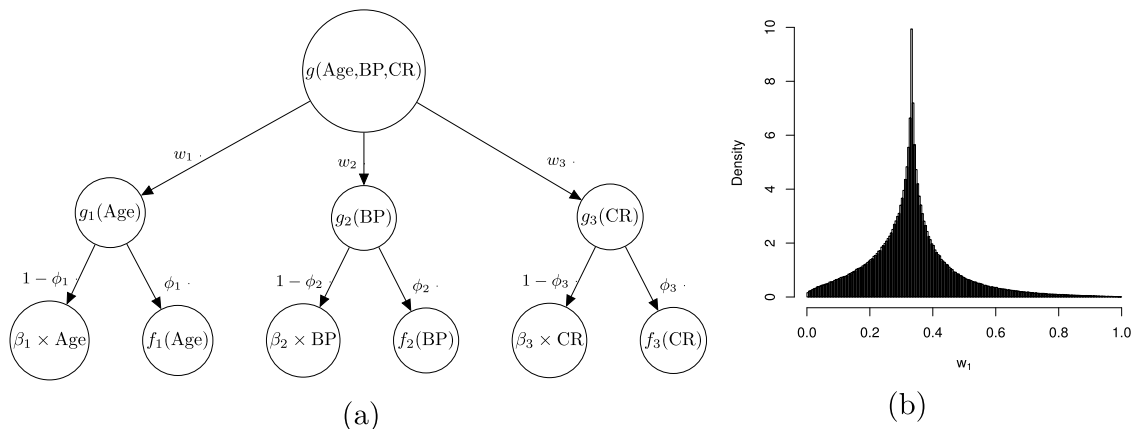 g(Age,BP,CR)
w₁ w₂ w₃
g₁(Age) g₂(BP) g₃(CR)
1 − ϕ₁ ϕ₁ 1 − ϕ₂ ϕ₂ 1 − ϕ₃ ϕ₃
β₁ × Age f₁(Age) β₂ × BP f₂(BP) β₃ × CR f₃(CR)
(a)
Density
10
8
6
4
2
0
0.0 0.2 0.4 0.6 0.8 1.0
w₁
(b)